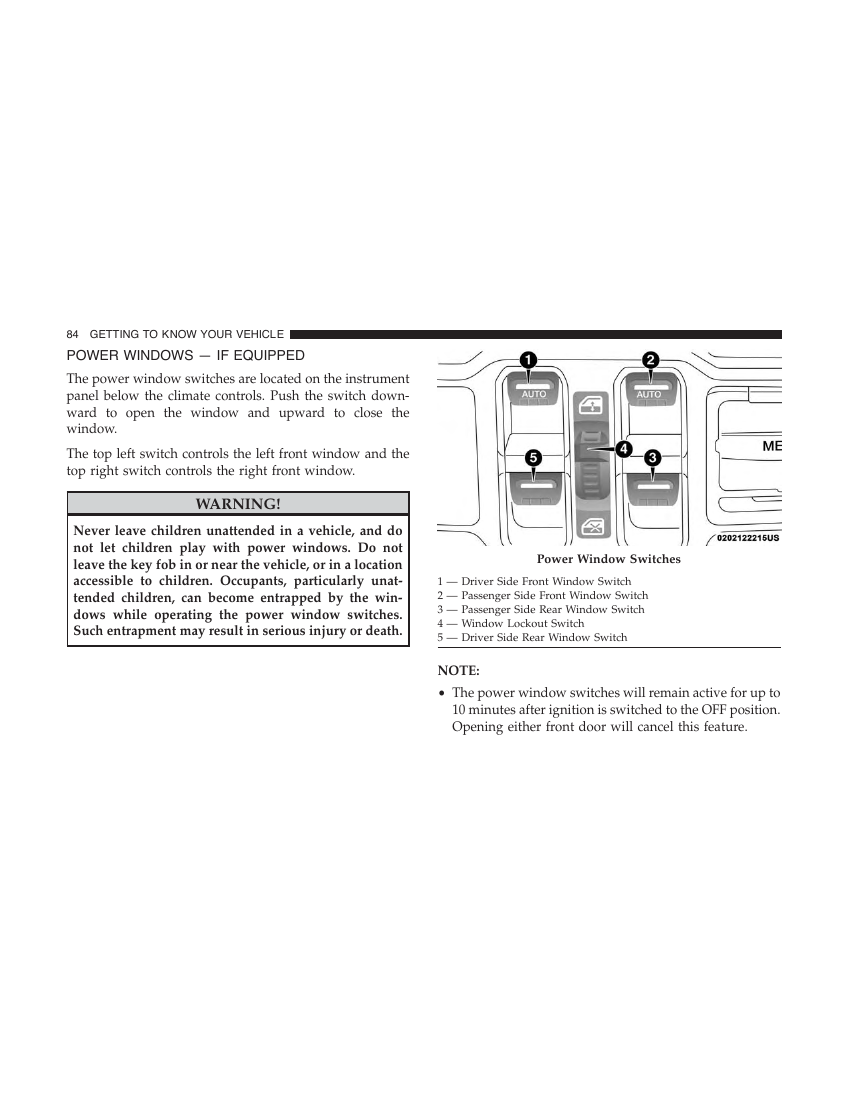 84 GETTING TO KNOW YOUR VEHICLE
POWER WINDOWS — IF EQUIPPED
The power window switches are located on the instrument
panel below the climate controls. Push the switch down-
ward to open the window and upward to close the
window.
The top left switch controls the left front window and the
top right switch controls the right front window.
WARNING!
Never leave children unattended in a vehicle, and do
not let children play with power windows. Do not
leave the key fob in or near the vehicle, or in a location
accessible to children. Occupants, particularly unat-
tended children, can become entrapped by the win-
dows while operating the power window switches.
Such entrapment may result in serious injury or death.
1 2
AUTO AUTO
4
5 3
ME
0202122215US
Power Window Switches
1 — Driver Side Front Window Switch
2 — Passenger Side Front Window Switch
3 — Passenger Side Rear Window Switch
4 — Window Lockout Switch
5 — Driver Side Rear Window Switch
NOTE:
• The power window switches will remain active for up to
10 minutes after ignition is switched to the OFF position.
Opening either front door will cancel this feature.